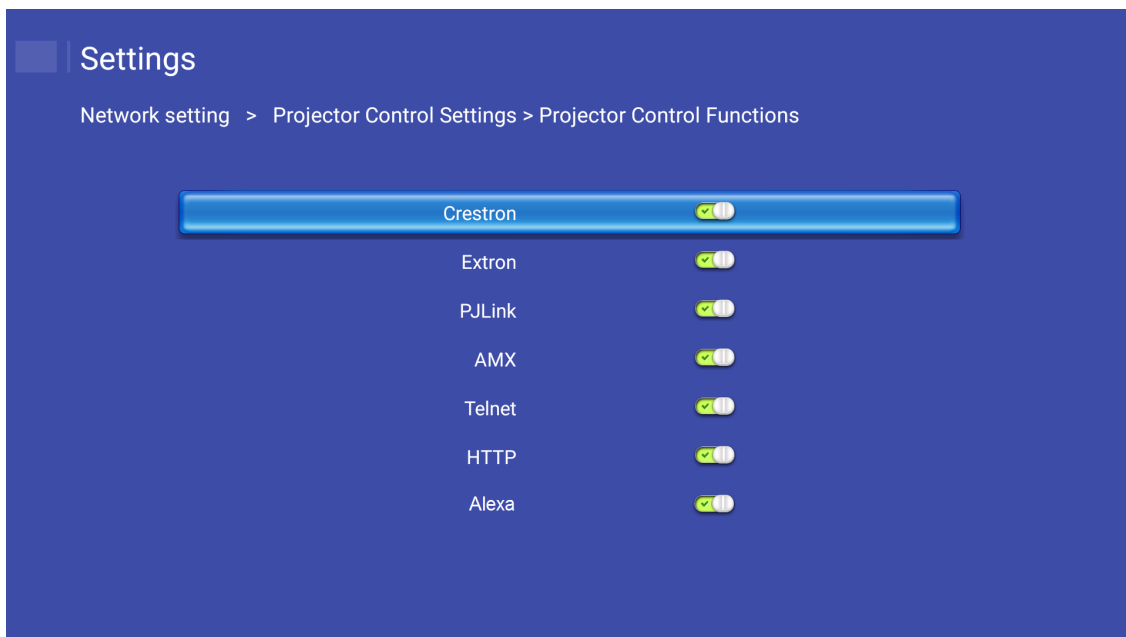 Settings
Network setting > Projector Control Settings > Projector Control Functions
Crestron
Extron
PJLink
AMX
Telnet
HTTP
Alexa